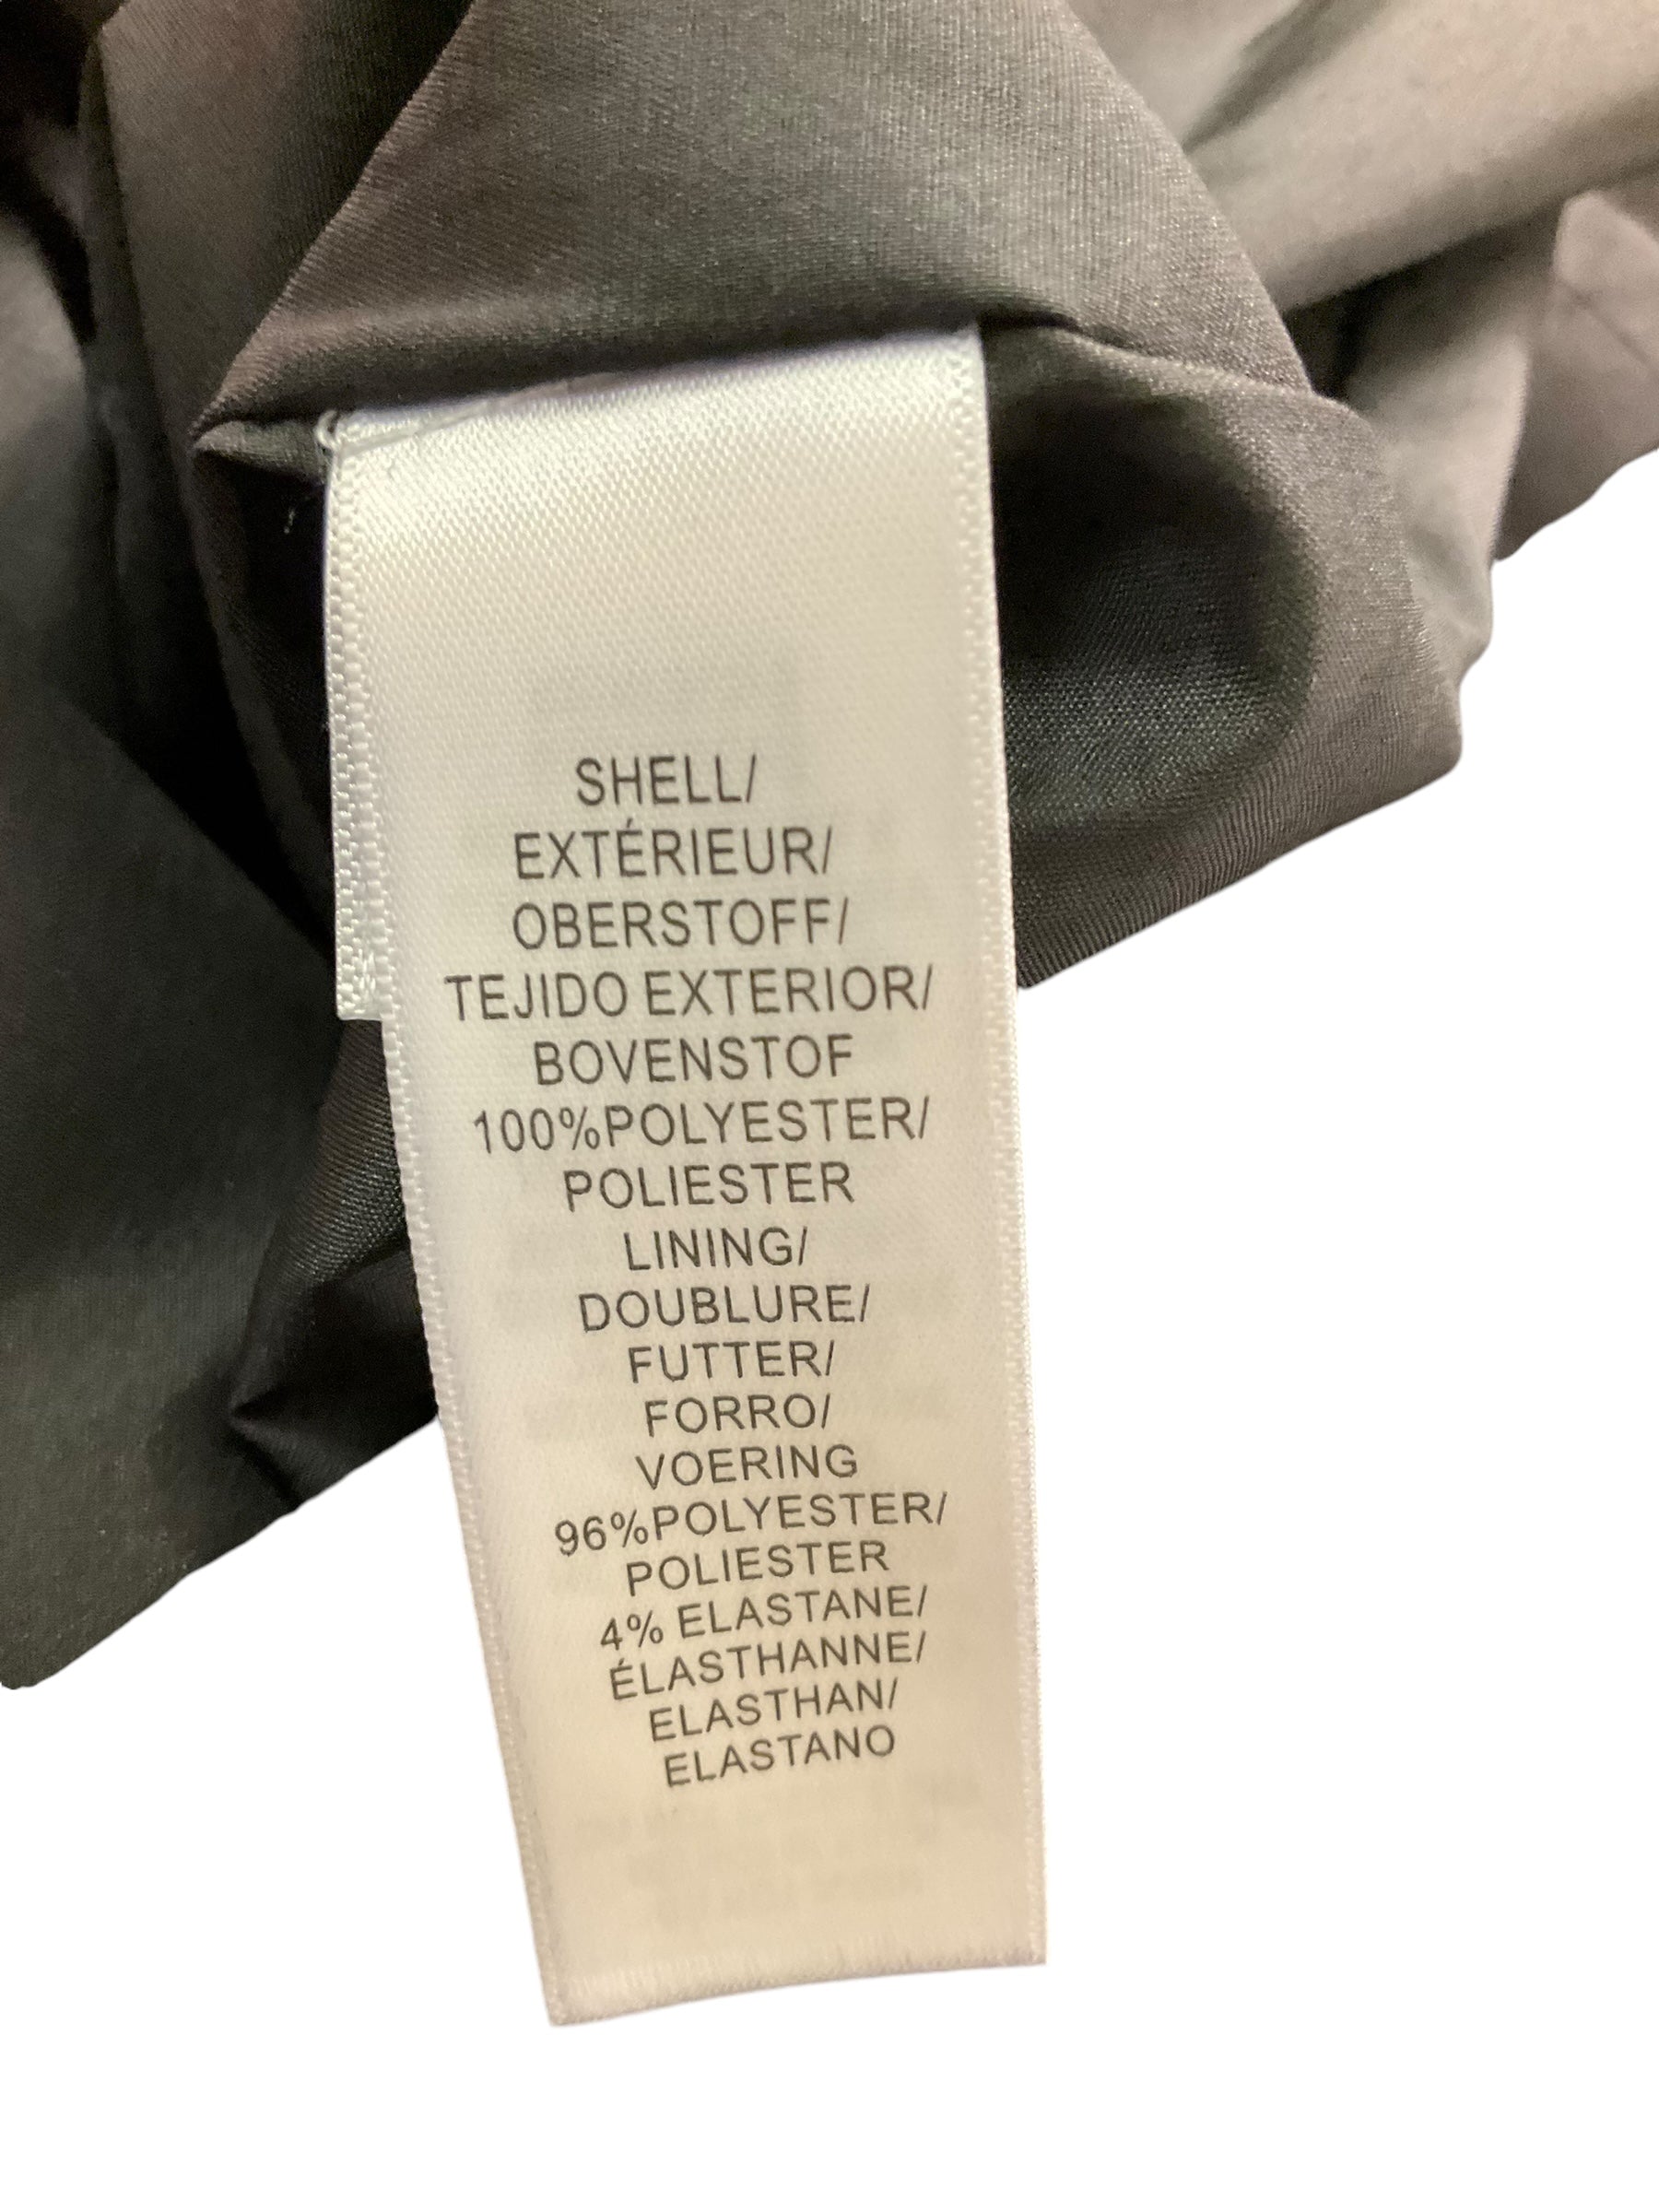 SHELL/
EXTÉRIEUR/
OBERSTOFF/
TEJIDO EXTERIOR/
BOVENSTOF
100%POLYESTER/
POLIESTER
LINING/
DOUBLURE/
FUTTER/
FORRO/
VOERING
96%POLYESTER/
POLIESTER
4% ELASTANE/
ÉLASTHANNE/
ELASTHAN/
ELASTANO